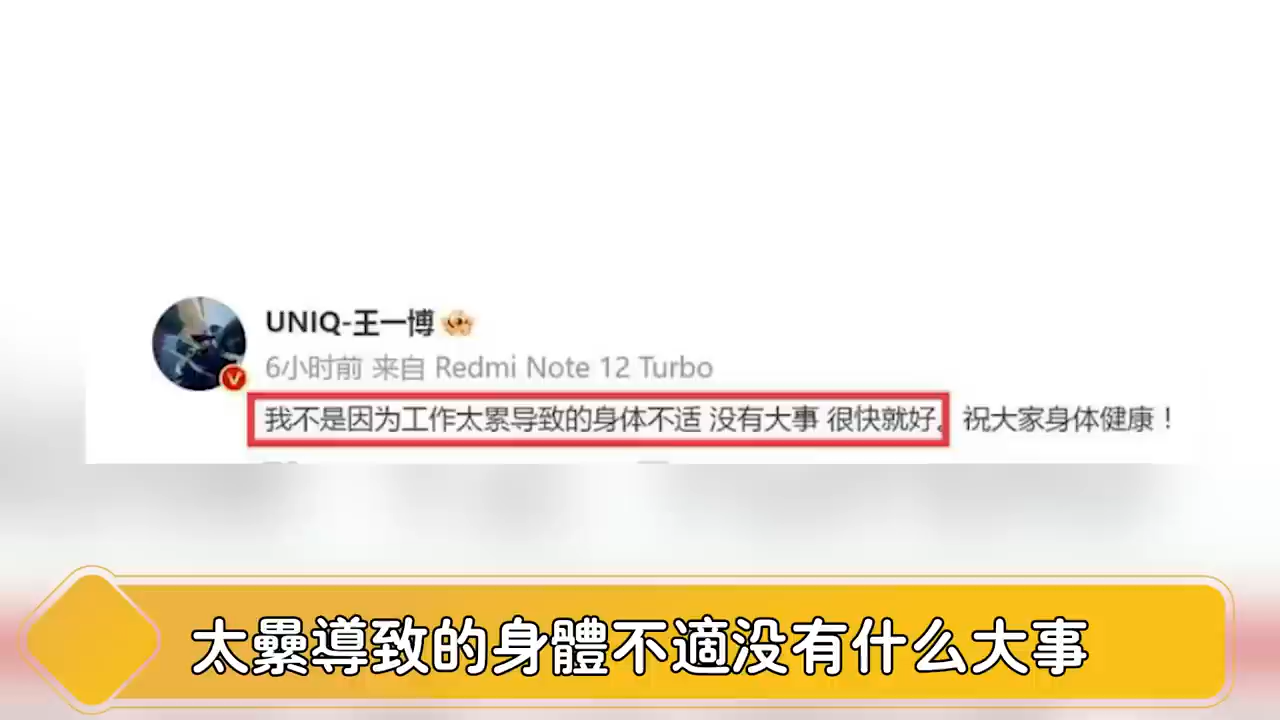 UNIQ-王一博
6小时前 来自 Redmi Note 12 Turbo
我不是因为工作太累导致的身体不适 没有大事 很快就好。祝大家身体健康！
太纍導致的身體不適没有什么大事